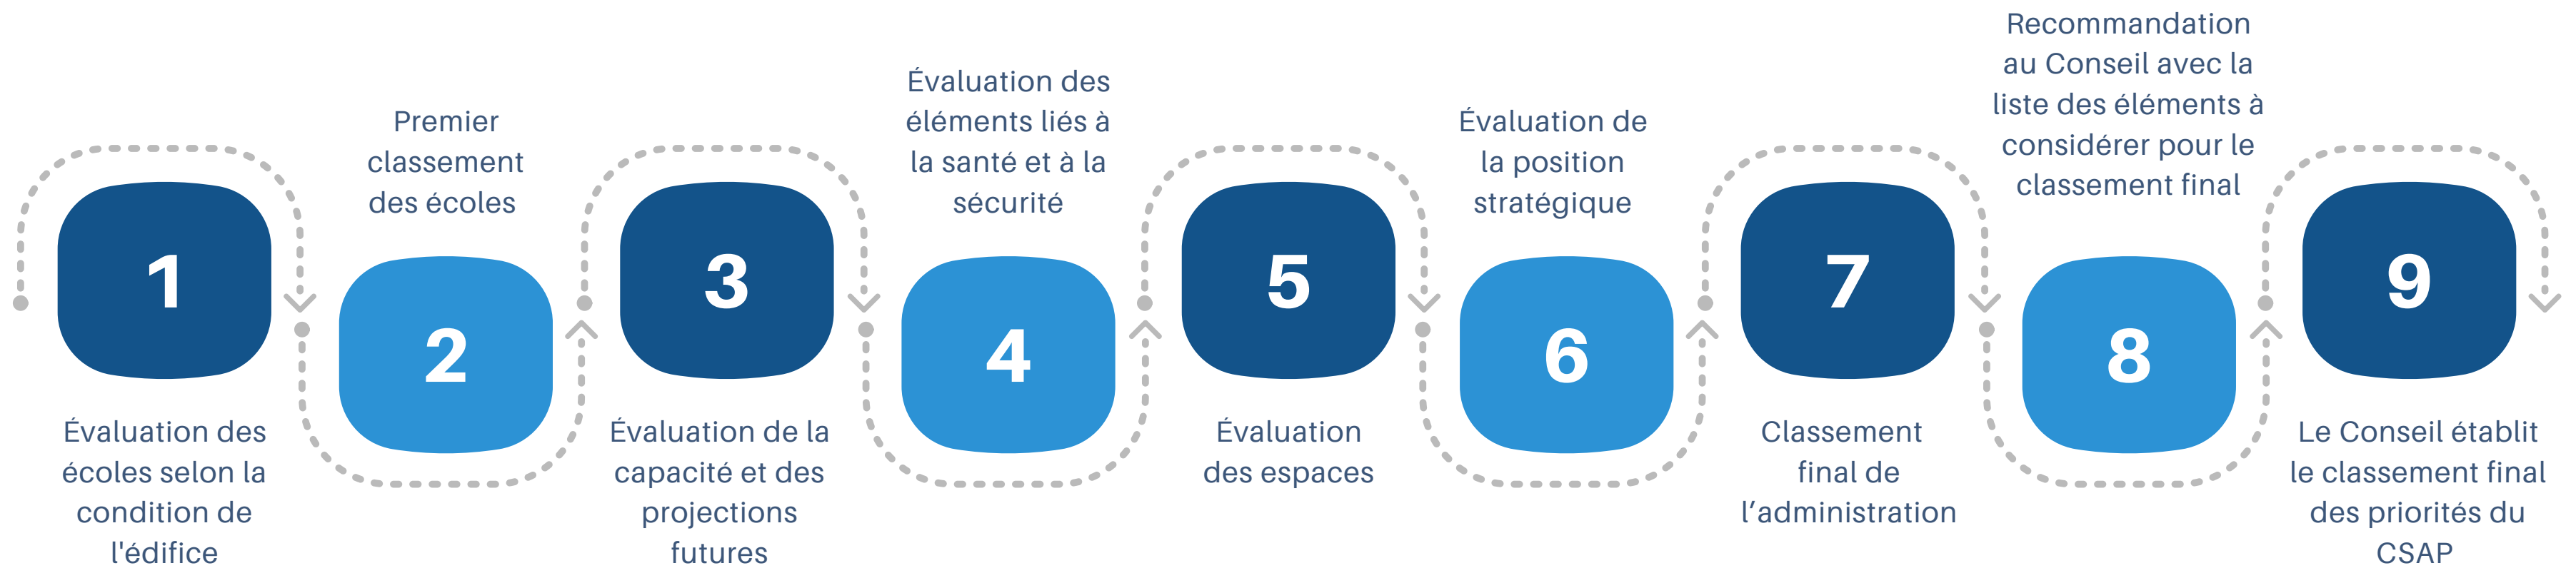 1
Évaluation des
écoles selon la
condition de
l'édifice
Premier
classement
des écoles
2
3
Évaluation de la
capacité et des
projections
futures
Évaluation des
éléments liés à
la santé et à la
sécurité
4
5
Évaluation
des espaces
Évaluation de
la position
stratégique
6
7
Classement
final de
l’administration
Recommandation
au Conseil avec la
liste des éléments à
considérer pour le
classement final
8
9
Le Conseil établit
le classement final
des priorités du
CSAP